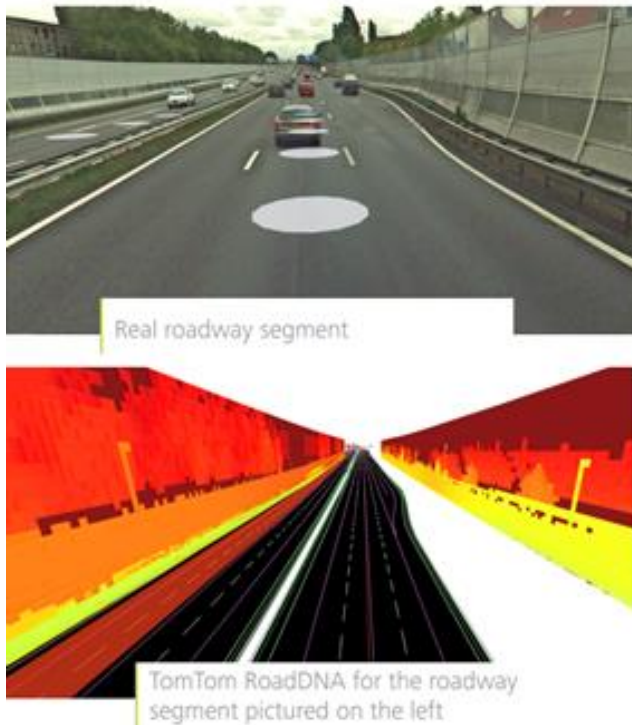 Real roadway segment
TomTom RoadDNA for the roadway
segment pictured on the left